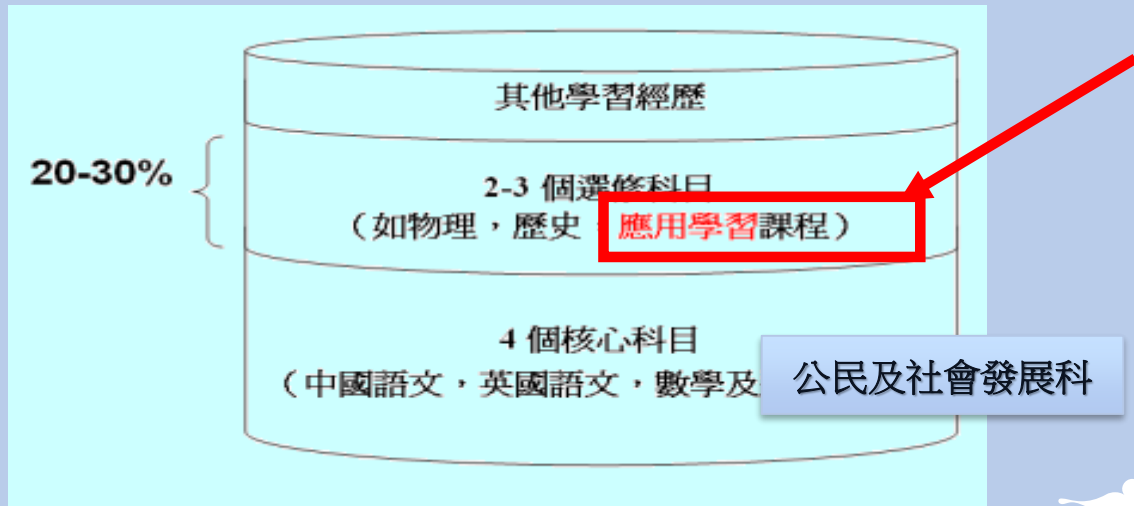 其他學習經歷
20-30%
2-3 個選修科目
（如物理，歷史，應用學習課程）
4 個核心科目
（中國語文，英國語文，數學及
公民及社會發展科